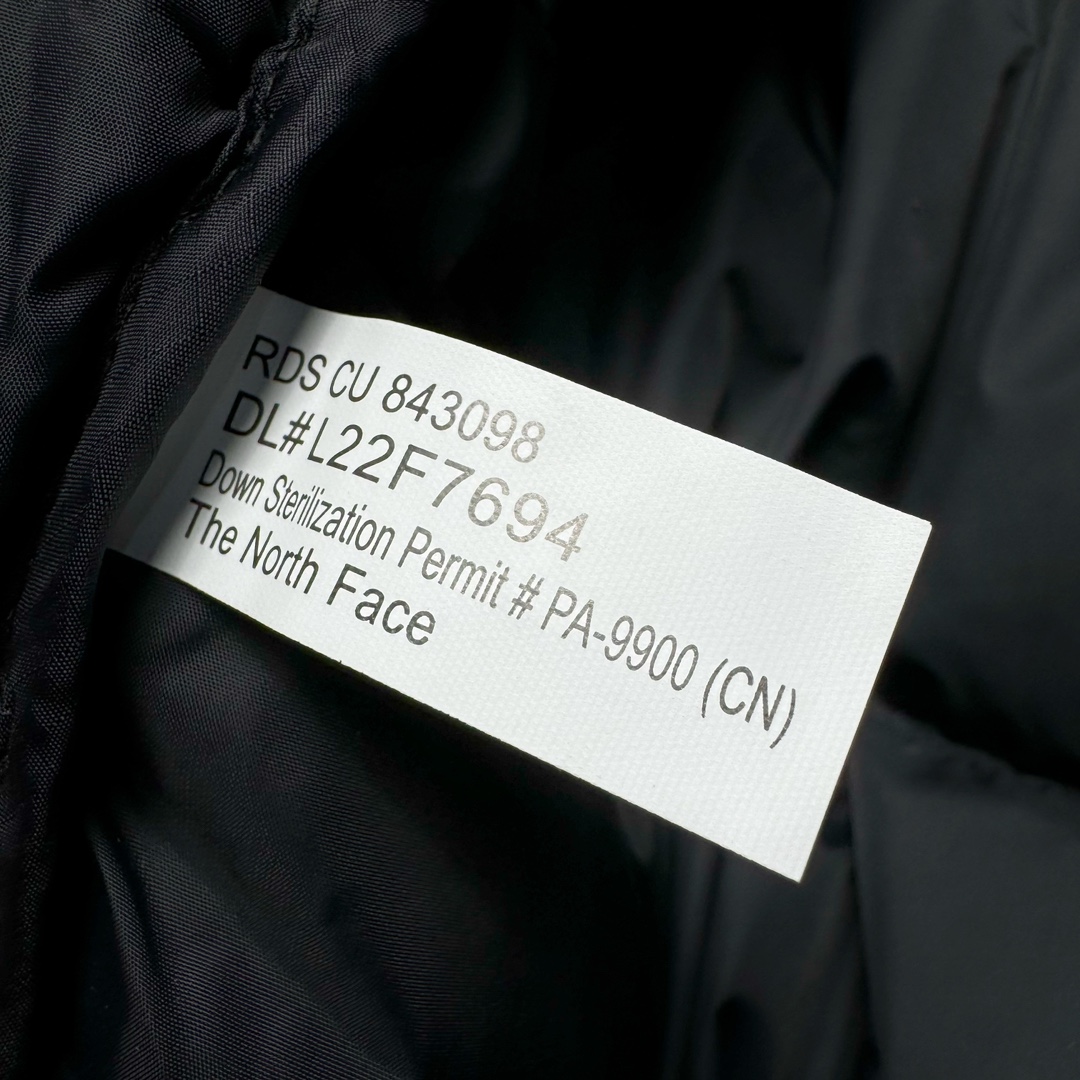 RDS CU 843098
DL#L22F7694
Down Sterilization Permit # PA-9900 (CN)
The North Face